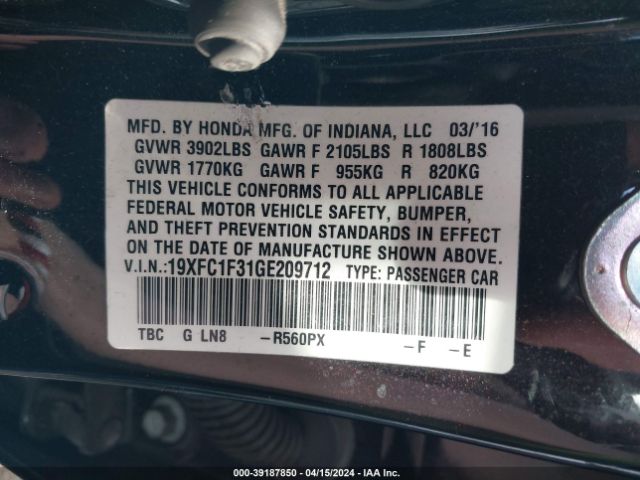 MFD. BY HONDA MFG. OF INDIANA, LLC 03/'16
GVWR 3902LBS GAWR F 2105LBS R 1808LBS
GVWR 1770KG GAWR F 955KG R 820KG
THIS VEHICLE CONFORMS TO ALL APPLICABLE
FEDERAL MOTOR VEHICLE SAFETY, BUMPER,
AND THEFT PREVENTION STANDARDS IN EFFECT
ON THE DATE OF MANUFACTURE SHOWN ABOVE.
V.I.N.:19XFC1F31GE209712 TYPE: PASSENGER CAR
TBC G LN8 –R560PX –F –E
000-39187850 - 04/15/2024 - IAA Inc.